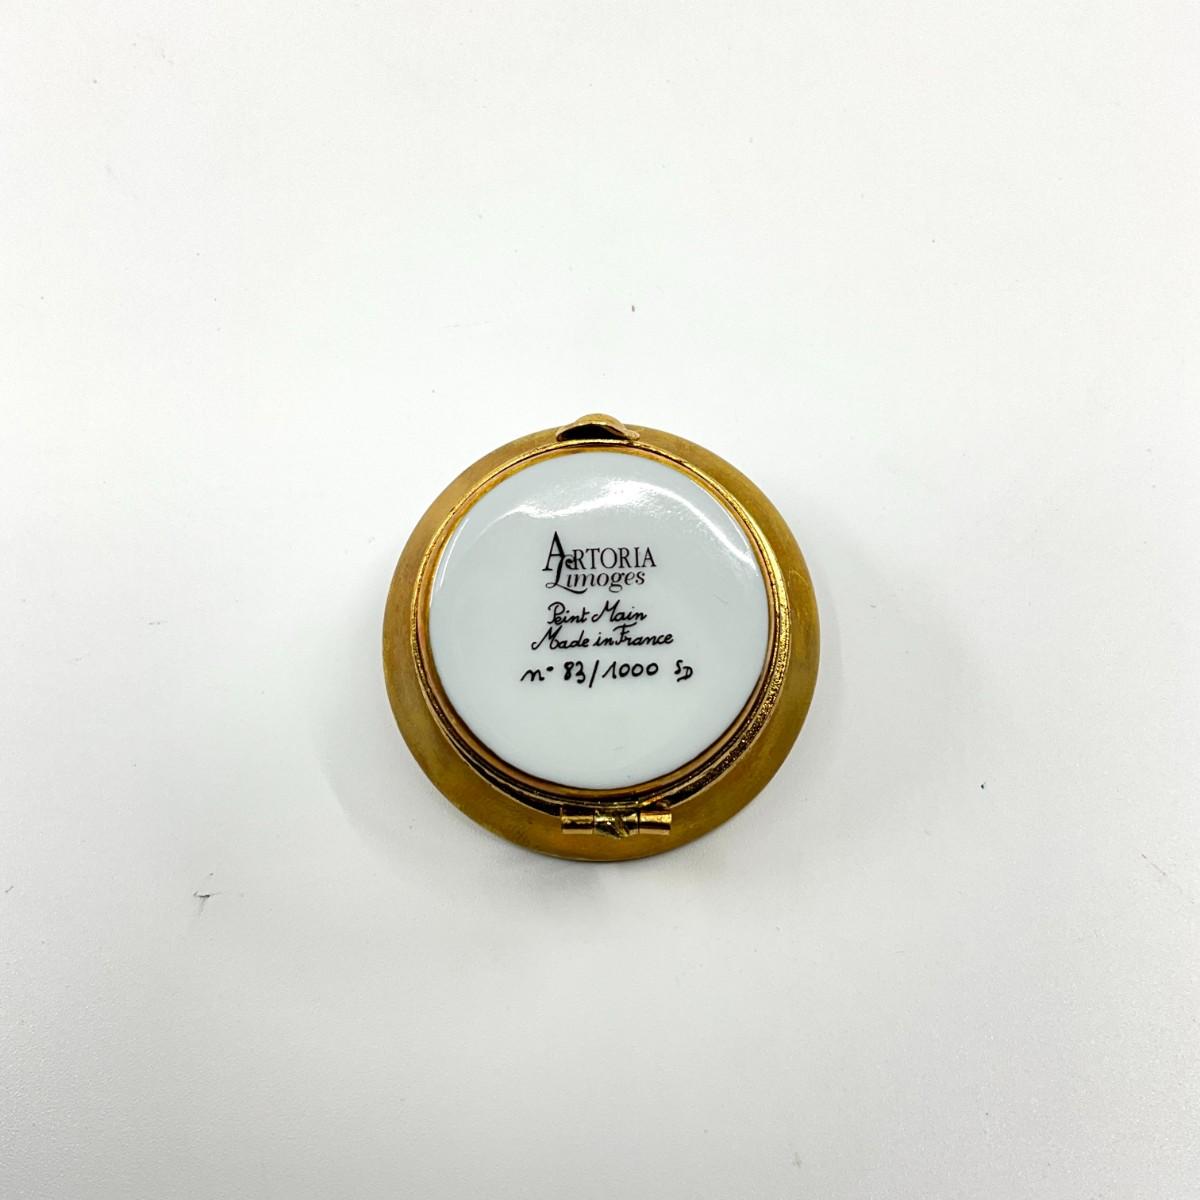 ARTORIA
Limoges
Peint Main
Made in France
n° 83/1000 SD